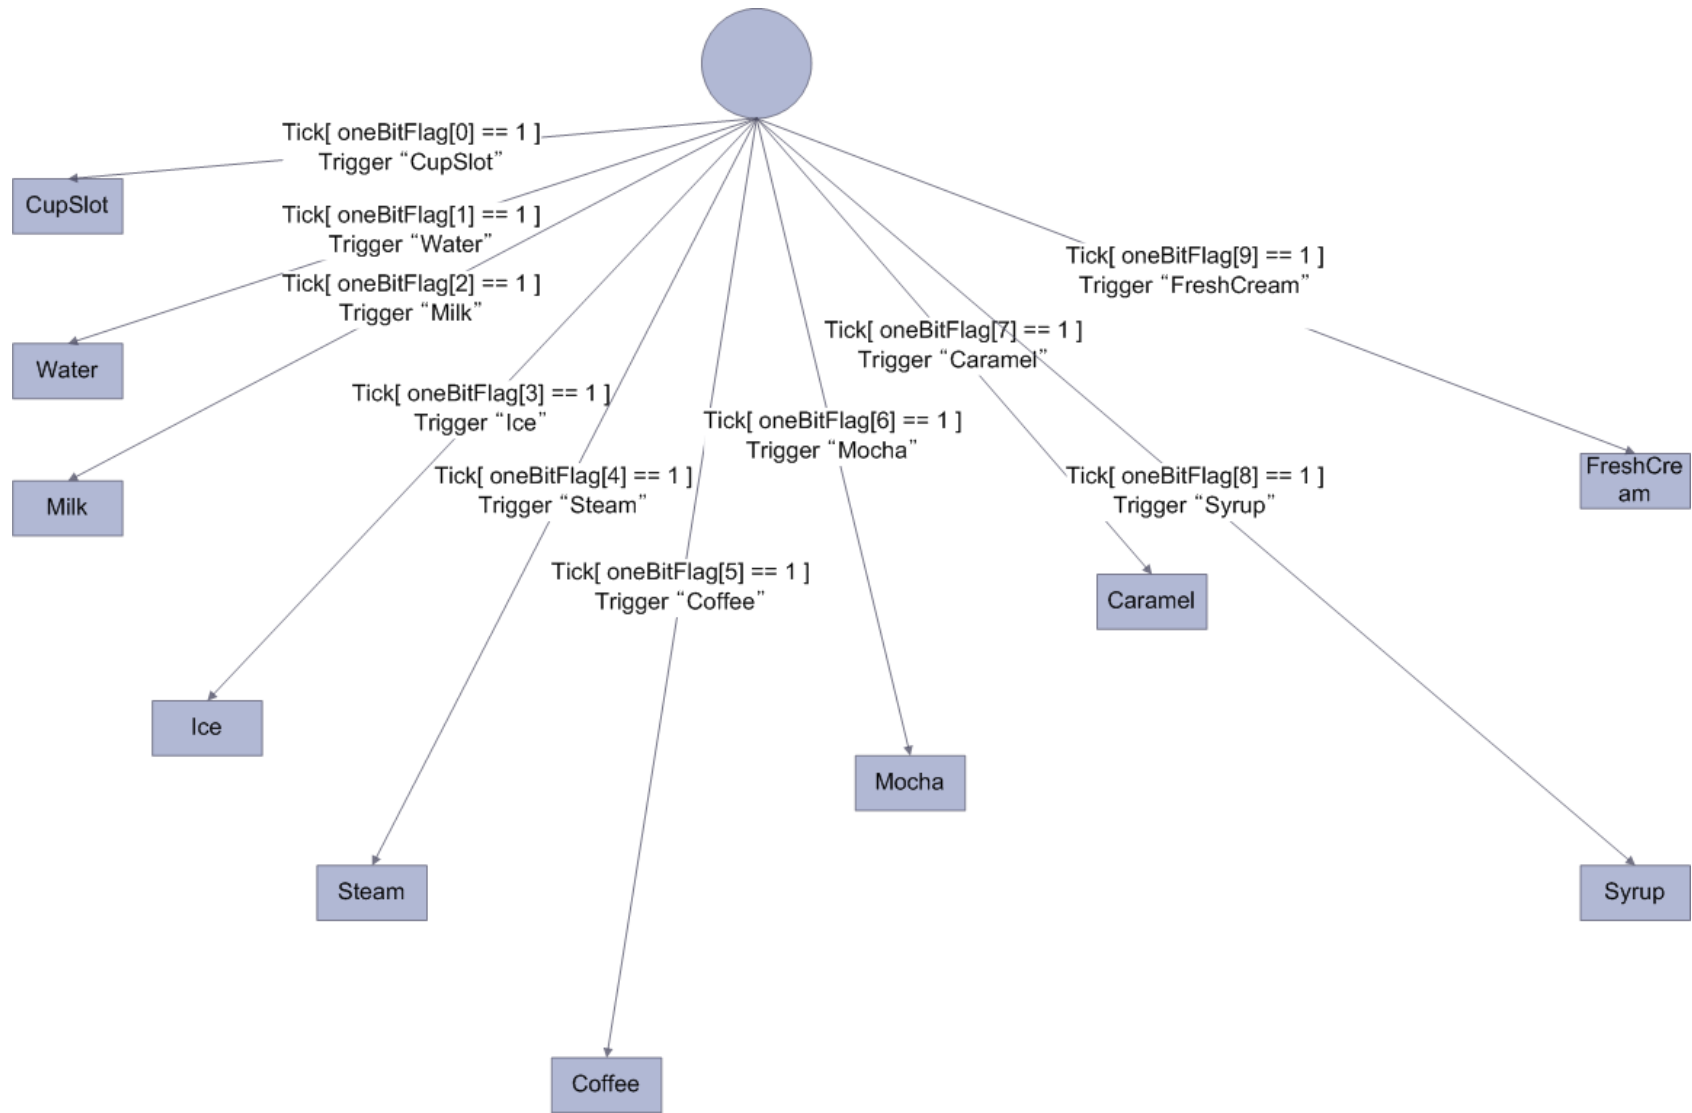 Tick[ oneBitFlag[0] == 1 ]
Trigger “CupSlot”
CupSlot
Tick[ oneBitFlag[1] == 1 ]
Trigger “Water”
Water
Tick[ oneBitFlag[2] == 1 ]
Trigger “Milk”
Milk
Tick[ oneBitFlag[3] == 1 ]
Trigger “Ice”
Ice
Tick[ oneBitFlag[4] == 1 ]
Trigger “Steam”
Steam
Tick[ oneBitFlag[5] == 1 ]
Trigger “Coffee”
Coffee
Tick[ oneBitFlag[6] == 1 ]
Trigger “Mocha”
Mocha
Tick[ oneBitFlag[7] == 1 ]
Trigger “Caramel”
Caramel
Tick[ oneBitFlag[8] == 1 ]
Trigger “Syrup”
Syrup
Tick[ oneBitFlag[9] == 1 ]
Trigger “FreshCream”
FreshCre
am